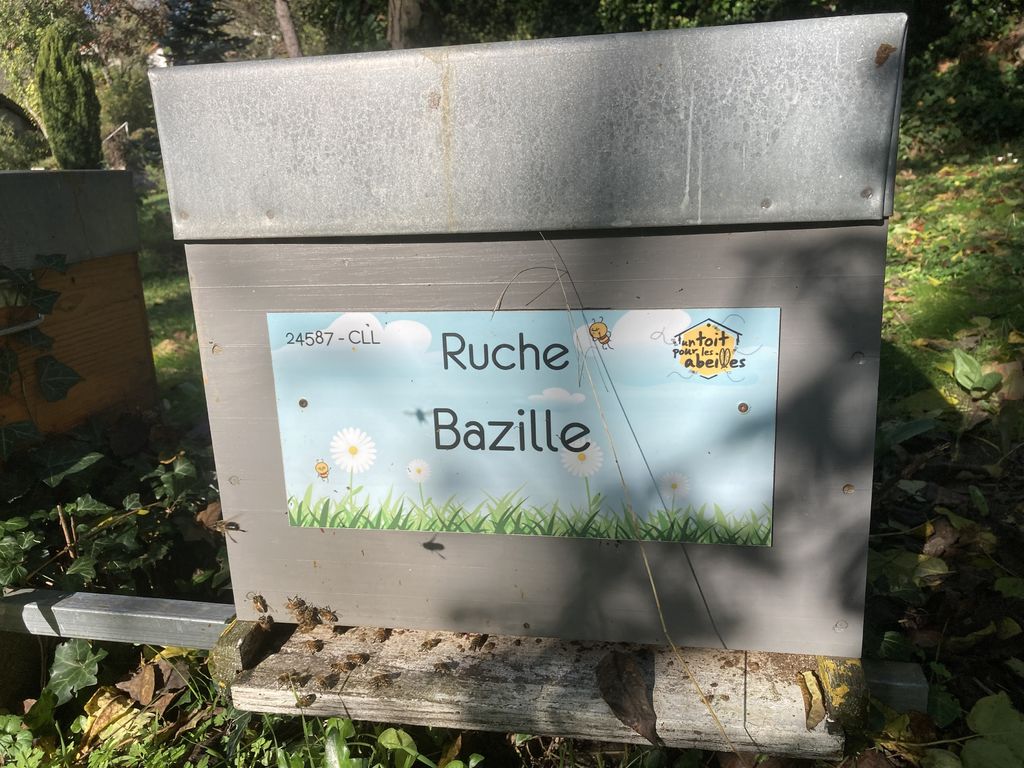 24587 - CLL
Ruche
Bazille
un toit
pour les
abeilles